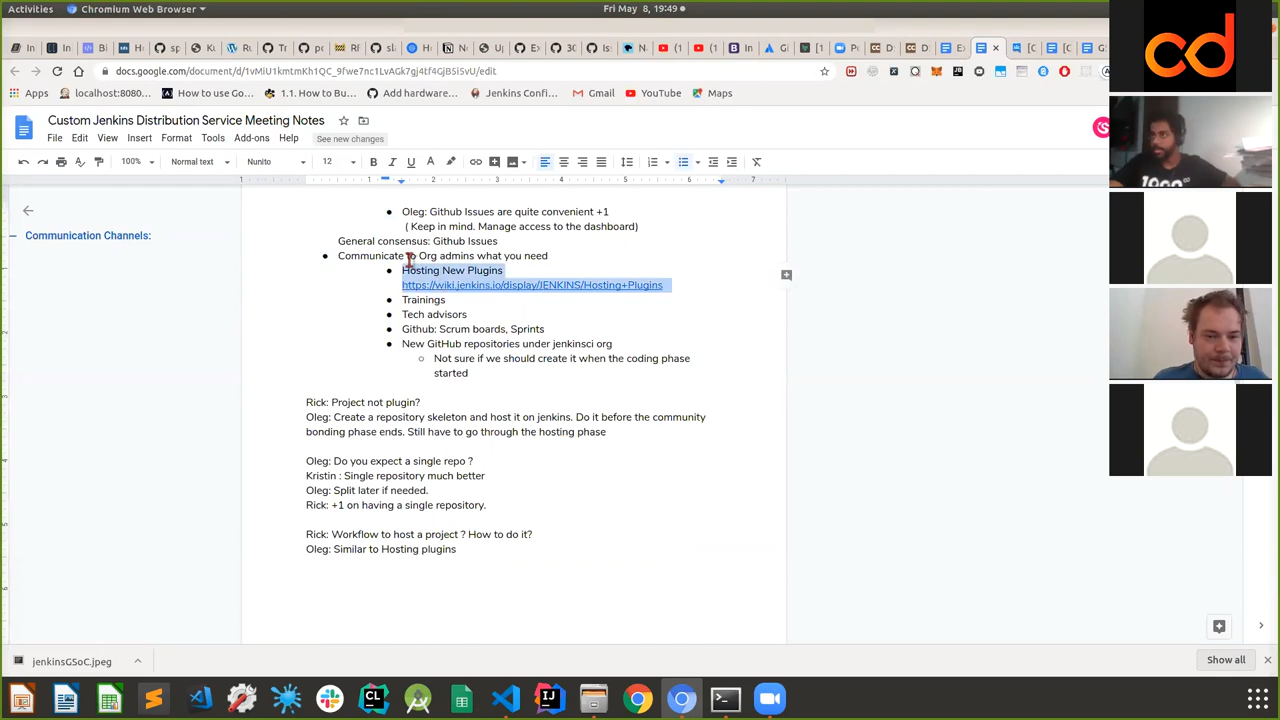 Activities
Chromium Web Browser
Fri May 8, 19:49
docs.google.com/document/d/1vMiU1kmtmKh1QC_9fwe7nc1LvAGk7gj4tf4GjBSiSvU/edit
Apps
localhost:8080...
How to use Go...
1.1. How to Bu...
Add hardware...
Jenkins Confi...
Gmail
YouTube
Maps
Custom Jenkins Distribution Service Meeting Notes
File Edit View Insert Format Tools Add-ons Help
See new changes
100%
Normal text
Nunito
12
Communication Channels:
Oleg: Github Issues are quite convenient +1
( Keep in mind. Manage access to the dashboard)
General consensus: Github Issues
Communicate to Org admins what you need
Hosting New Plugins
https://wiki.jenkins.io/display/JENKINS/Hosting+Plugins
Trainings
Tech advisors
Github: Scrum boards, Sprints
New GitHub repositories under jenkinsci org
Not sure if we should create it when the coding phase
started
Rick: Project not plugin?
Oleg: Create a repository skeleton and host it on jenkins. Do it before the community
bonding phase ends. Still have to go through the hosting phase
Oleg: Do you expect a single repo ?
Kristin : Single repository much better
Oleg: Split later if needed.
Rick: +1 on having a single repository.
Rick: Workflow to host a project ? How to do it?
Oleg: Similar to Hosting plugins
jenkinsGSoC.jpeg
Show all
cd